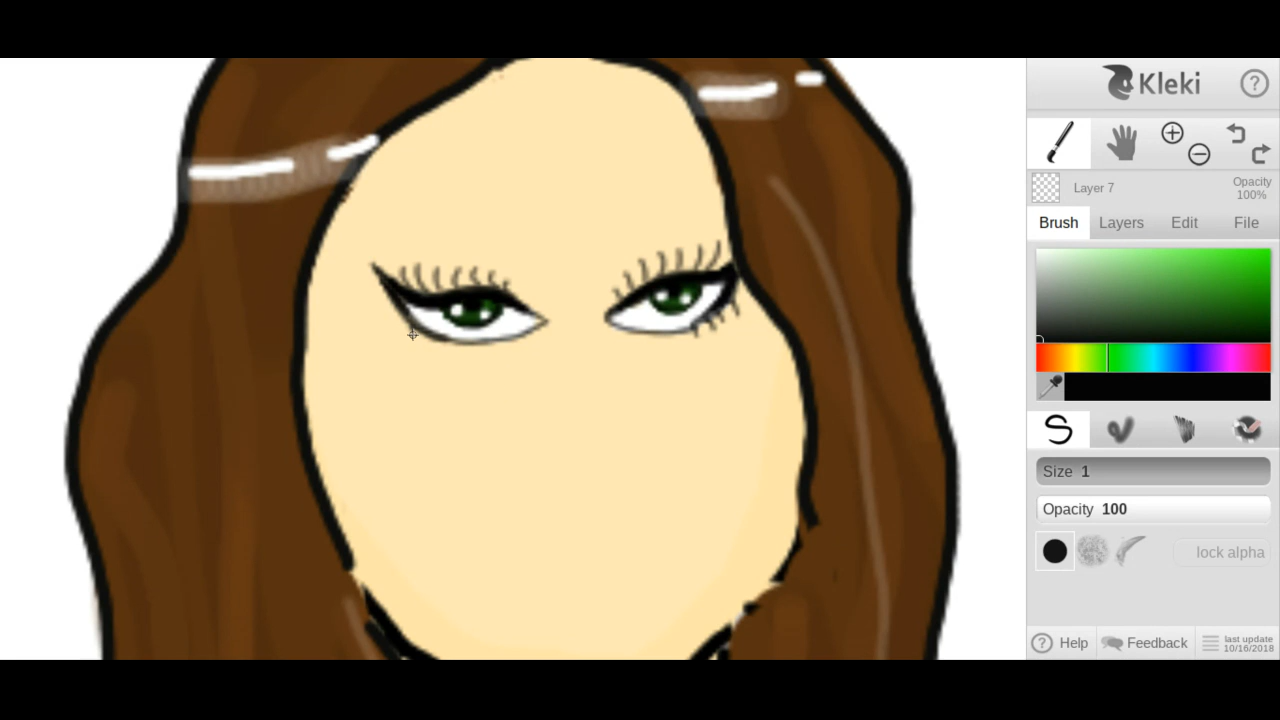 Kleki
?
Layer 7
Opacity
100%
Brush Layers Edit File
Size 1
Opacity 100
lock alpha
? Help Feedback last update
10/16/2018